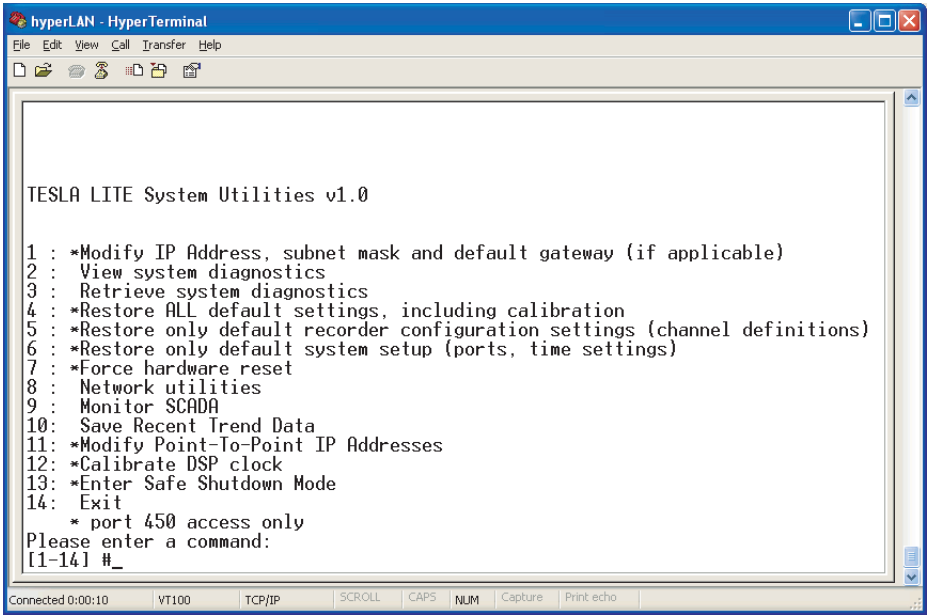 hyperLAN - HyperTerminal
File Edit View Call Transfer Help
TESLA LITE System Utilities v1.0
1 : *Modify IP Address, subnet mask and default gateway (if applicable)
2 :  View system diagnostics
3 :  Retrieve system diagnostics
4 : *Restore ALL default settings, including calibration
5 : *Restore only default recorder configuration settings (channel definitions)
6 : *Restore only default system setup (ports, time settings)
7 : *Force hardware reset
8 :  Network utilities
9 :  Monitor SCADA
10:  Save Recent Trend Data
11: *Modify Point-To-Point IP Addresses
12: *Calibrate DSP clock
13: *Enter Safe Shutdown Mode
14:  Exit
* port 450 access only
Please enter a command:
[1-14] #_
Connected 0:00:10 VT100 TCP/IP SCROLL CAPS NUM Capture Print echo